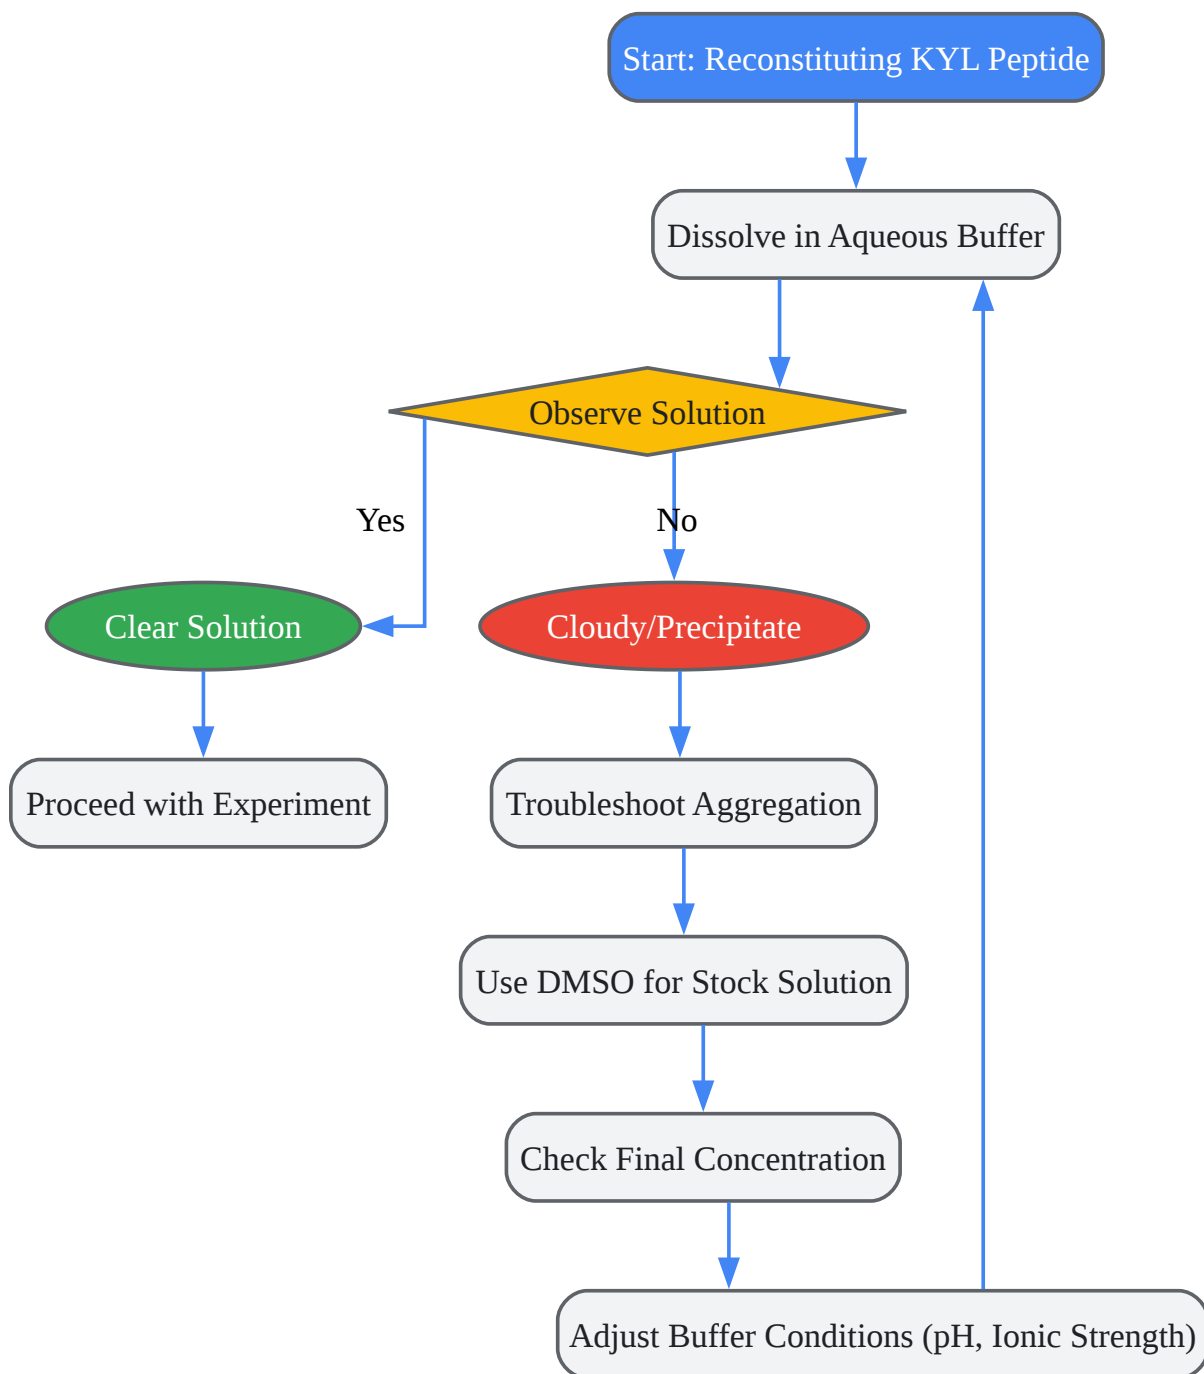 Start: Reconstituting KYL Peptide
Dissolve in Aqueous Buffer
Observe Solution
Yes
No
Clear Solution
Cloudy/Precipitate
Proceed with Experiment
Troubleshoot Aggregation
Use DMSO for Stock Solution
Check Final Concentration
Adjust Buffer Conditions (pH, Ionic Strength)